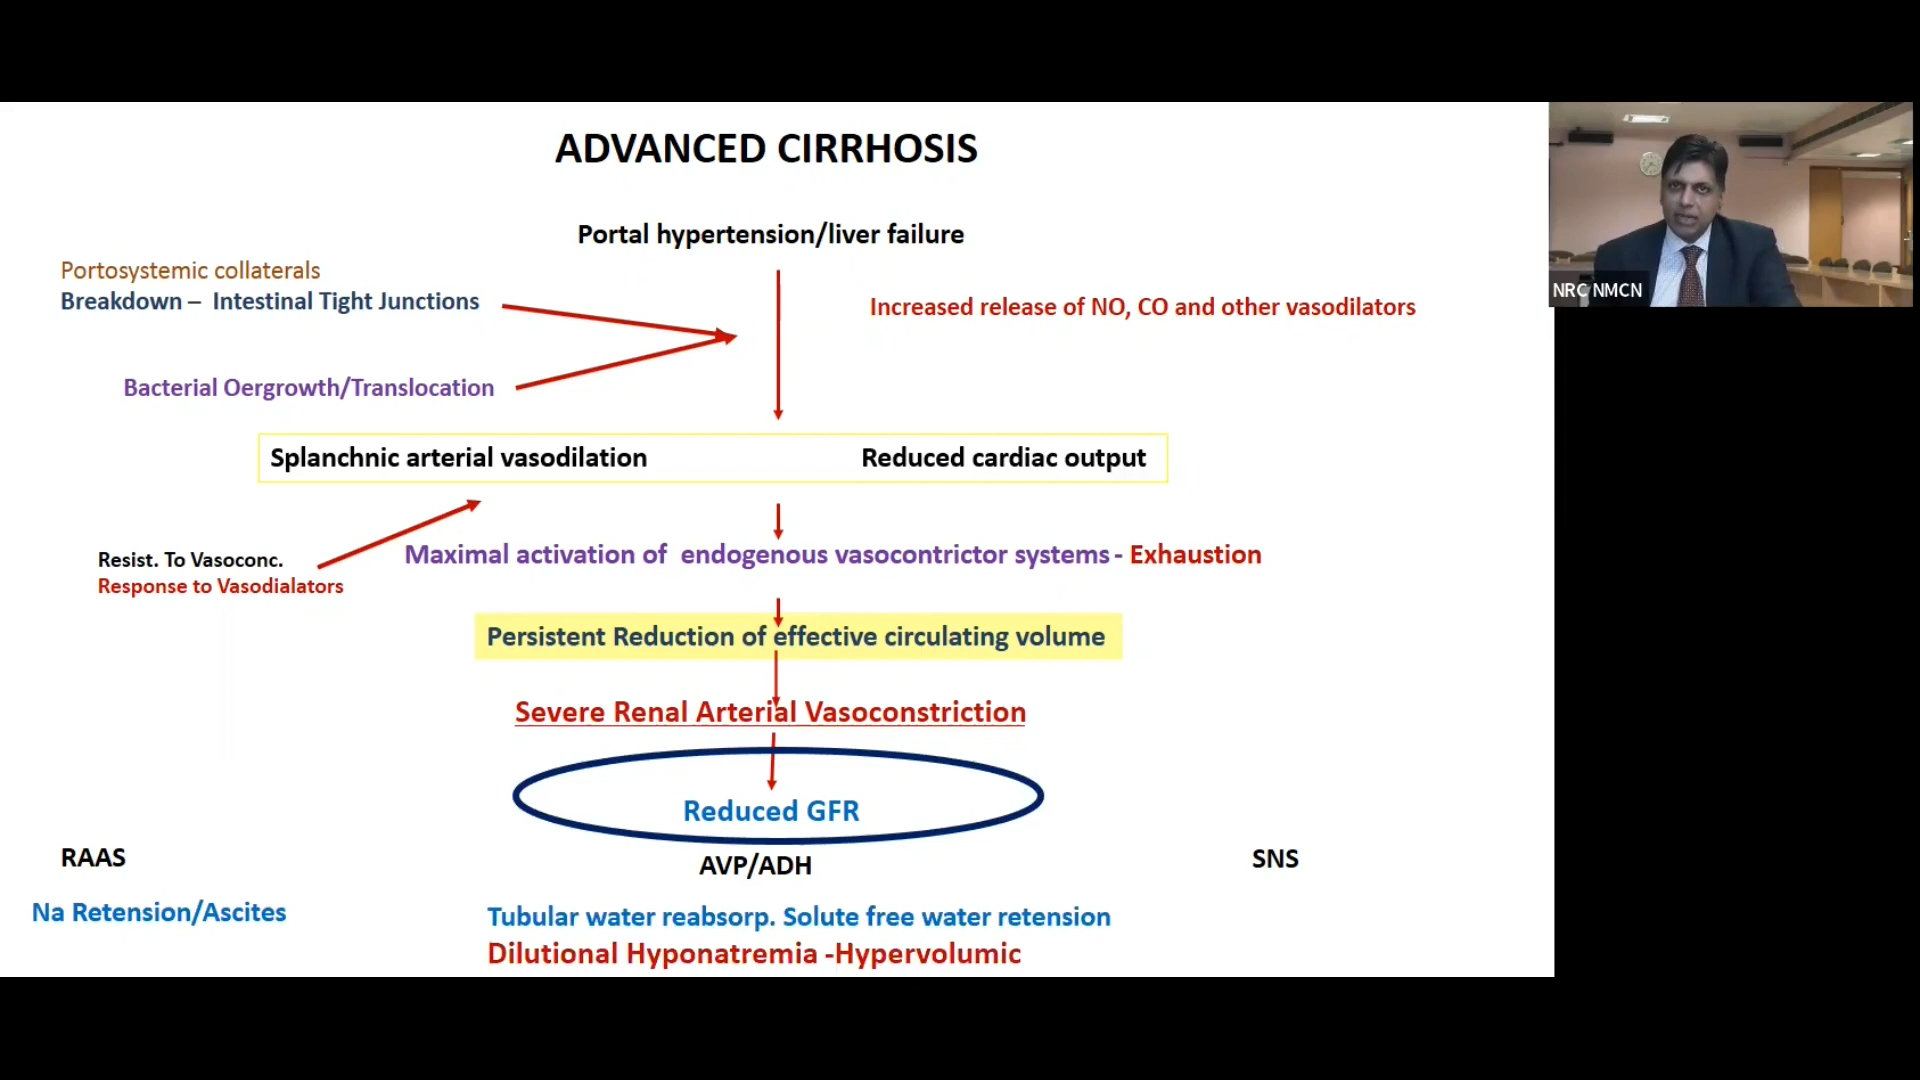 ADVANCED CIRRHOSIS
Portal hypertension/liver failure
Portosystemic collaterals
Breakdown – Intestinal Tight Junctions
Increased release of NO, CO and other vasodilators
NRC NMCN
Bacterial Oergrowth/Translocation
Splanchnic arterial vasodilation Reduced cardiac output
Resist. To Vasoconc.
Response to Vasodialators
Maximal activation of endogenous vasocontrictor systems - Exhaustion
Persistent Reduction of effective circulating volume
Severe Renal Arterial Vasoconstriction
Reduced GFR
RAAS AVP/ADH SNS
Na Retension/Ascites
Tubular water reabsorp. Solute free water retension
Dilutional Hyponatremia -Hypervolumic